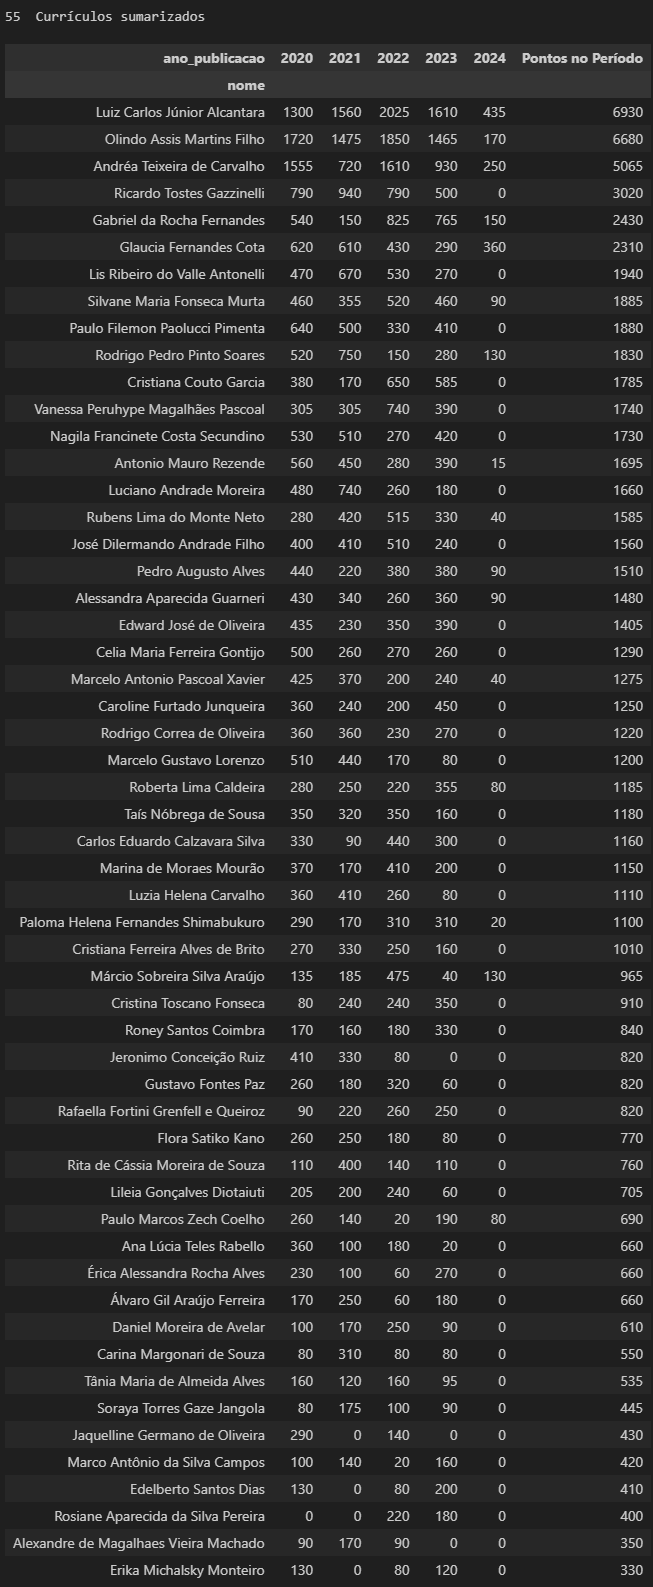 55 Currículos sumarizados
ano_publicacao 2020 2021 2022 2023 2024 Pontos no Período
nome
Luiz Carlos Júnior Alcantara 1300 1560 2025 1610 435 6930
Olindo Assis Martins Filho 1720 1475 1850 1465 170 6680
Andréa Teixeira de Carvalho 1555 720 1610 930 250 5065
Ricardo Tostes Gazzinelli 790 940 790 500 0 3020
Gabriel da Rocha Fernandes 540 150 825 765 150 2430
Glaucia Fernandes Cota 620 610 430 290 360 2310
Lis Ribeiro do Valle Antonelli 470 670 530 270 0 1940
Silvane Maria Fonseca Murta 460 355 520 460 90 1885
Paulo Filemon Paolucci Pimenta 640 500 330 410 0 1880
Rodrigo Pedro Pinto Soares 520 750 150 280 130 1830
Cristiana Couto Garcia 380 170 650 585 0 1785
Vanessa Peruhype Magalhães Pascoal 305 305 740 390 0 1740
Nagila Francinete Costa Secundino 530 510 270 420 0 1730
Antonio Mauro Rezende 560 450 280 390 15 1695
Luciano Andrade Moreira 480 740 260 180 0 1660
Rubens Lima do Monte Neto 280 420 515 330 40 1585
José Dilermando Andrade Filho 400 410 510 240 0 1560
Pedro Augusto Alves 440 220 380 380 90 1510
Alessandra Aparecida Guarneri 430 340 260 360 90 1480
Edward José de Oliveira 435 230 350 390 0 1405
Celia Maria Ferreira Gontijo 500 260 270 260 0 1290
Marcelo Antonio Pascoal Xavier 425 370 200 240 40 1275
Caroline Furtado Junqueira 360 240 200 450 0 1250
Rodrigo Correa de Oliveira 360 360 230 270 0 1220
Marcelo Gustavo Lorenzo 510 440 170 80 0 1200
Roberta Lima Caldeira 280 250 220 355 80 1185
Taís Nóbrega de Sousa 350 320 350 160 0 1180
Carlos Eduardo Calzavara Silva 330 90 440 300 0 1160
Marina de Moraes Mourão 370 170 410 200 0 1150
Luzia Helena Carvalho 360 410 260 80 0 1110
Paloma Helena Fernandes Shimabukuro 290 170 310 310 20 1100
Cristiana Ferreira Alves de Brito 270 330 250 160 0 1010
Márcio Sobreira Silva Araújo 135 185 475 40 130 965
Cristina Toscano Fonseca 80 240 240 350 0 910
Roney Santos Coimbra 170 160 180 330 0 840
Jeronimo Conceição Ruiz 410 330 80 0 0 820
Gustavo Fontes Paz 260 180 320 60 0 820
Rafaella Fortini Grenfell e Queiroz 90 220 260 250 0 820
Flora Satiko Kano 260 250 180 80 0 770
Rita de Cássia Moreira de Souza 110 400 140 110 0 760
Lileia Gonçalves Diotaiuti 205 200 240 60 0 705
Paulo Marcos Zech Coelho 260 140 20 190 80 690
Ana Lúcia Teles Rabello 360 100 180 20 0 660
Érica Alessandra Rocha Alves 230 100 60 270 0 660
Álvaro Gil Araújo Ferreira 170 250 60 180 0 660
Daniel Moreira de Avelar 100 170 250 90 0 610
Carina Margonari de Souza 80 310 80 80 0 550
Tânia Maria de Almeida Alves 160 120 160 95 0 535
Soraya Torres Gaze Jangola 80 175 100 90 0 445
Jaquelline Germano de Oliveira 290 0 140 0 0 430
Marco Antônio da Silva Campos 100 140 20 160 0 420
Edelberto Santos Dias 130 0 80 200 0 410
Rosiane Aparecida da Silva Pereira 0 0 220 180 0 400
Alexandre de Magalhaes Vieira Machado 90 170 90 0 0 350
Erika Michalsky Monteiro 130 0 80 120 0 330